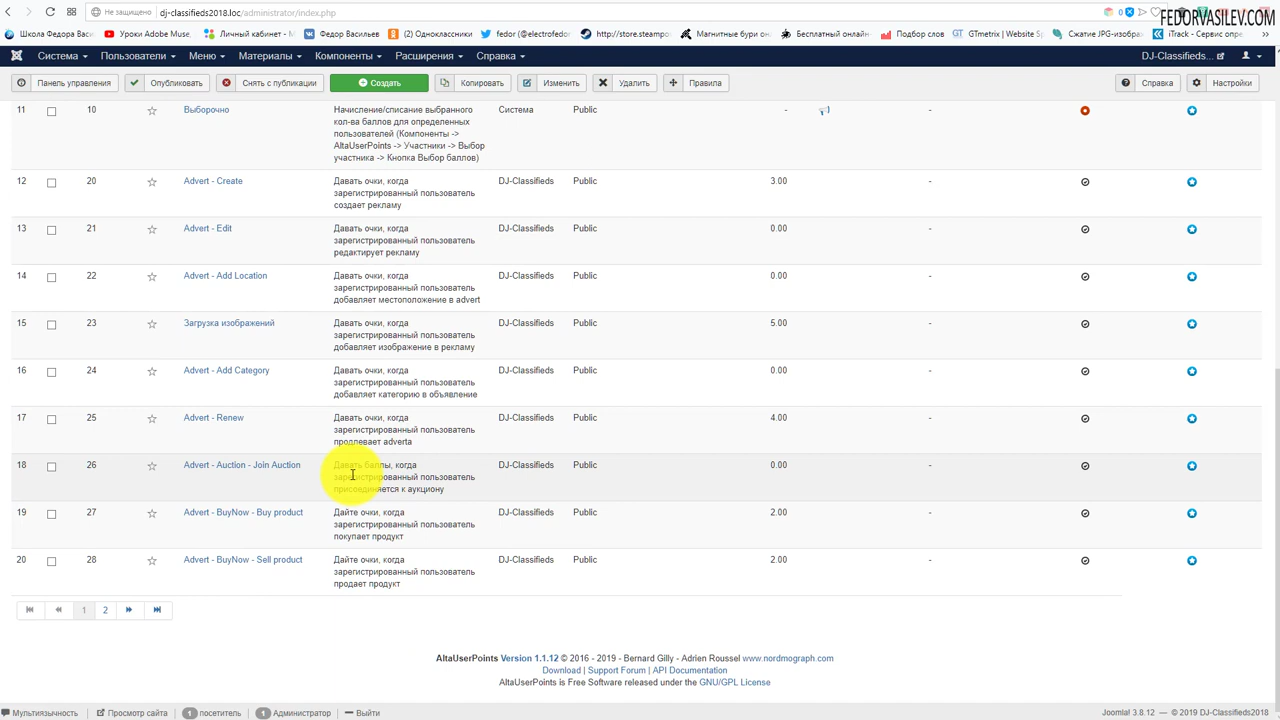 Не защищено dj-classifieds2018.loc/administrator/index.php
FEDORVASILEV.COM
Школа Федора Васи.. Уроки Adobe Muse, Личный кабинет - М Федор Васильев (2) Одноклассники fedor (@electrofedor) http://store.steampo Магнитные бури онл Бесплатный онлайн Подбор слов GTmetrix | Website S Сжатие JPG-изображ iTrack - Сервис опре
Система Пользователи Меню Материалы Компоненты Расширения Справка DJ-Classifieds...
Панель управления Опубликовать Снять с публикации Создать Копировать Изменить Удалить Правила Справка Настройки
11 10 Выборочно Начисление/списание выбранного Система Public -
кол-ва баллов для определенных
пользователей (Компоненты ->
AltaUserPoints -> Участники -> Выбор
участника -> Кнопка Выбор баллов)
12 20 Advert - Create Давать очки, когда DJ-Classifieds Public 3.00 -
зарегистрированный пользователь
создает рекламу
13 21 Advert - Edit Давать очки, когда DJ-Classifieds Public 0.00 -
зарегистрированный пользователь
редактирует рекламу
14 22 Advert - Add Location Давать очки, когда DJ-Classifieds Public 0.00 -
зарегистрированный пользователь
добавляет местоположение в advert
15 23 Загрузка изображений Давать очки, когда DJ-Classifieds Public 5.00 -
зарегистрированный пользователь
добавляет изображение в рекламу
16 24 Advert - Add Category Давать очки, когда DJ-Classifieds Public 0.00 -
зарегистрированный пользователь
добавляет категорию в объявление
17 25 Advert - Renew Давать очки, когда DJ-Classifieds Public 4.00 -
зарегистрированный пользователь
продлевает adverta
18 26 Advert - Auction - Join Auction Давать баллы, когда DJ-Classifieds Public 0.00 -
зарегистрированный пользователь
присоединяется к аукциону
19 27 Advert - BuyNow - Buy product Дайте очки, когда DJ-Classifieds Public 2.00 -
зарегистрированный пользователь
покупает продукт
20 28 Advert - BuyNow - Sell product Дайте очки, когда DJ-Classifieds Public 2.00 -
зарегистрированный пользователь
продает продукт
1 2
AltaUserPoints Version 1.1.12 © 2016 - 2019 - Bernard Gilly - Adrien Roussel www.nordmograph.com
Download | Support Forum | API Documentation
AltaUserPoints is Free Software released under the GNU/GPL License
Мультиязычность Просмотр сайта 1 посетитель 1 Администратор Выйти Joomla! 3.8.12 — © 2019 DJ-Classifieds2018